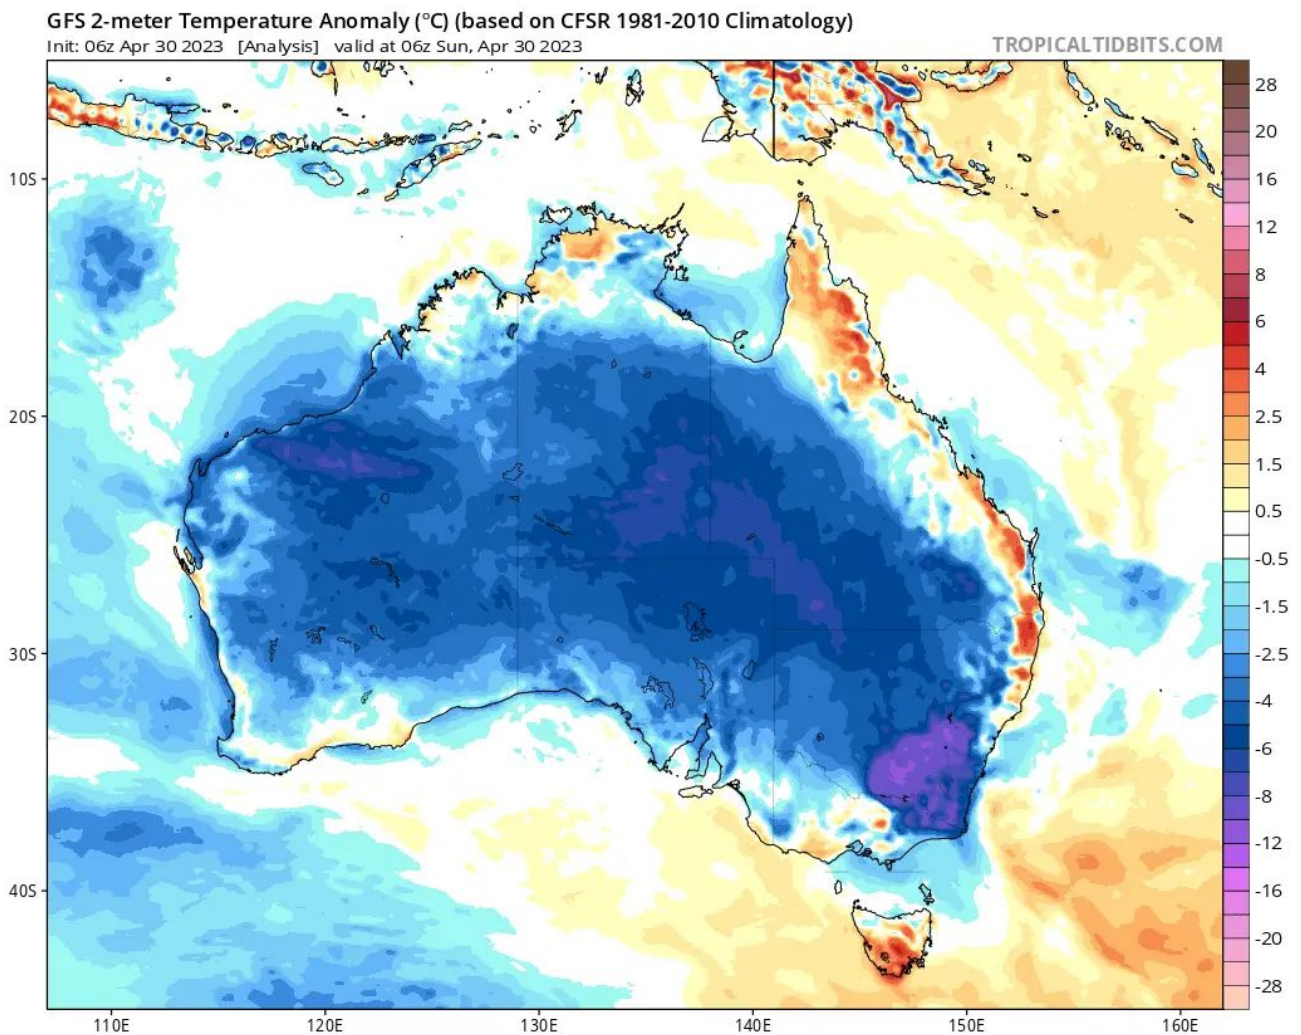 GFS 2-meter Temperature Anomaly (°C) (based on CFSR 1981-2010 Climatology)
Init: 06z Apr 30 2023 [Analysis] valid at 06z Sun, Apr 30 2023
TROPICALTIDBITS.COM
28
20
16
12
8
6
4
2.5
1.5
0.5
-0.5
-1.5
-2.5
-4
-6
-8
-12
-16
-20
-28
10S
20S
30S
40S
110E
120E
130E
140E
150E
160E